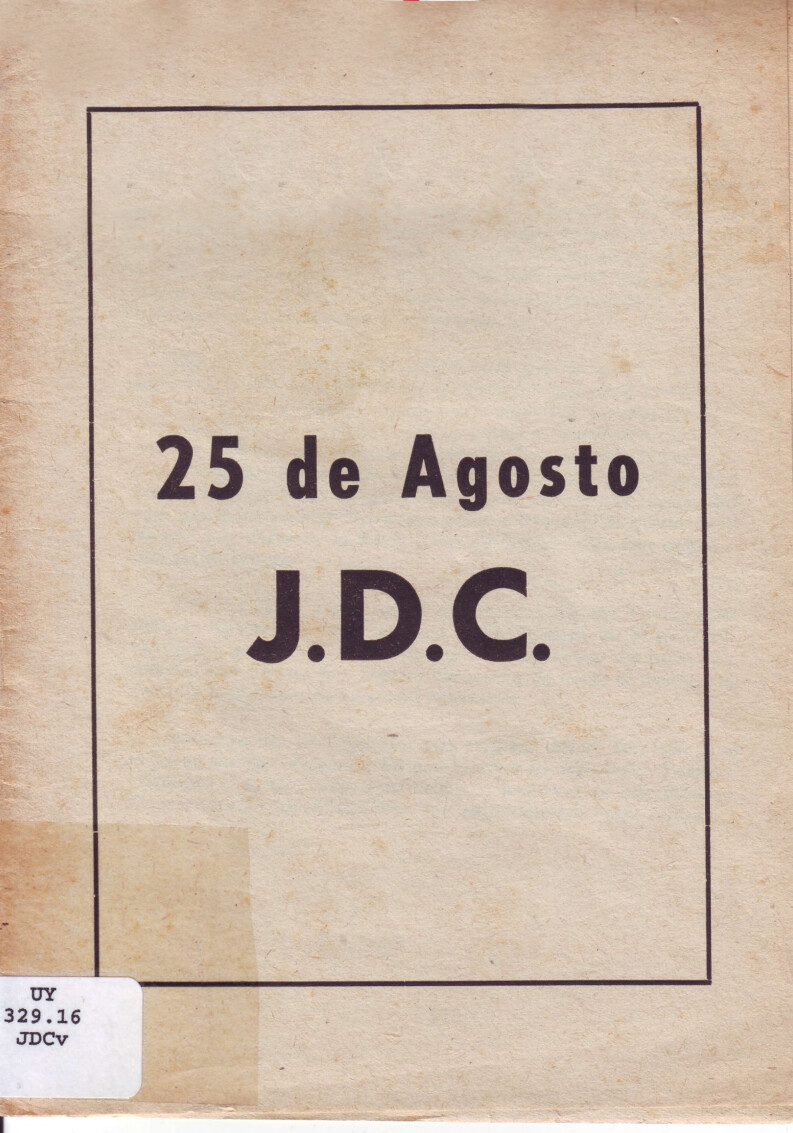 25 de Agosto
J.D.C.
UY
329.16
JDCv